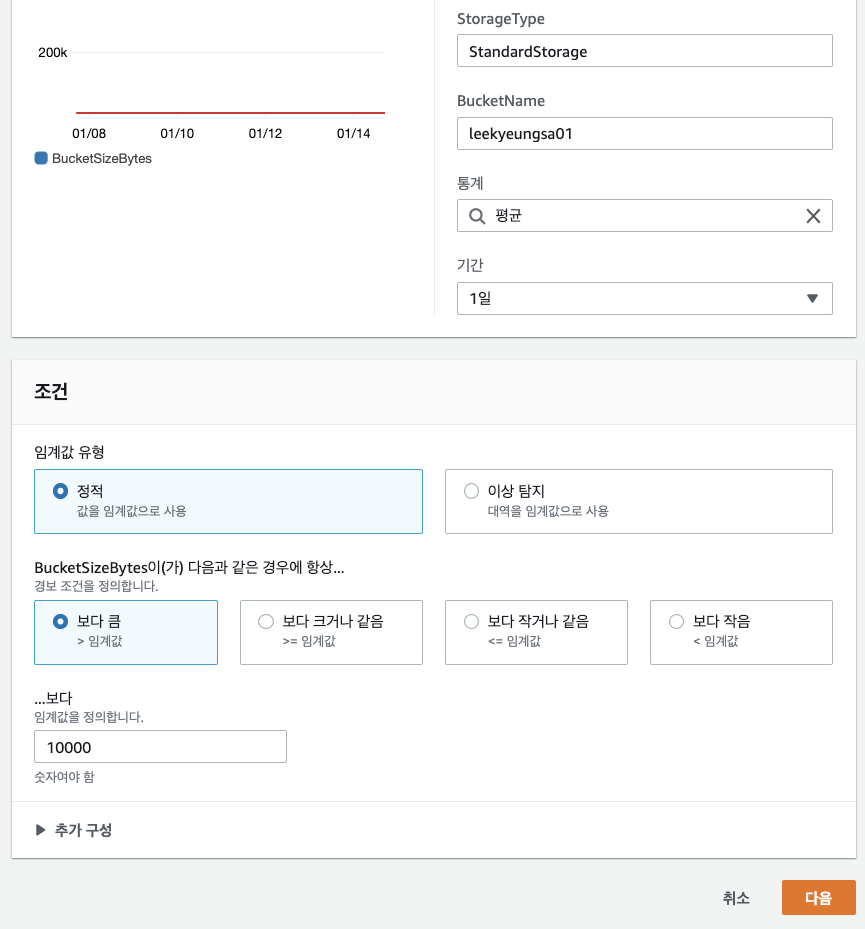 200k
01/08 01/10 01/12 01/14
BucketSizeBytes
StorageType
StandardStorage
BucketName
leekyeungsa01
통계
평균
기간
1일
조건
임계값 유형
정적
값을 임계값으로 사용
이상 탐지
대역을 임계값으로 사용
BucketSizeBytes이(가) 다음과 같은 경우에 항상...
경보 조건을 정의합니다.
보다 큼
> 임계값
보다 크거나 같음
>= 임계값
보다 작거나 같음
<= 임계값
보다 작음
< 임계값
...보다
임계값을 정의합니다.
10000
숫자여야 함
추가 구성
취소 다음